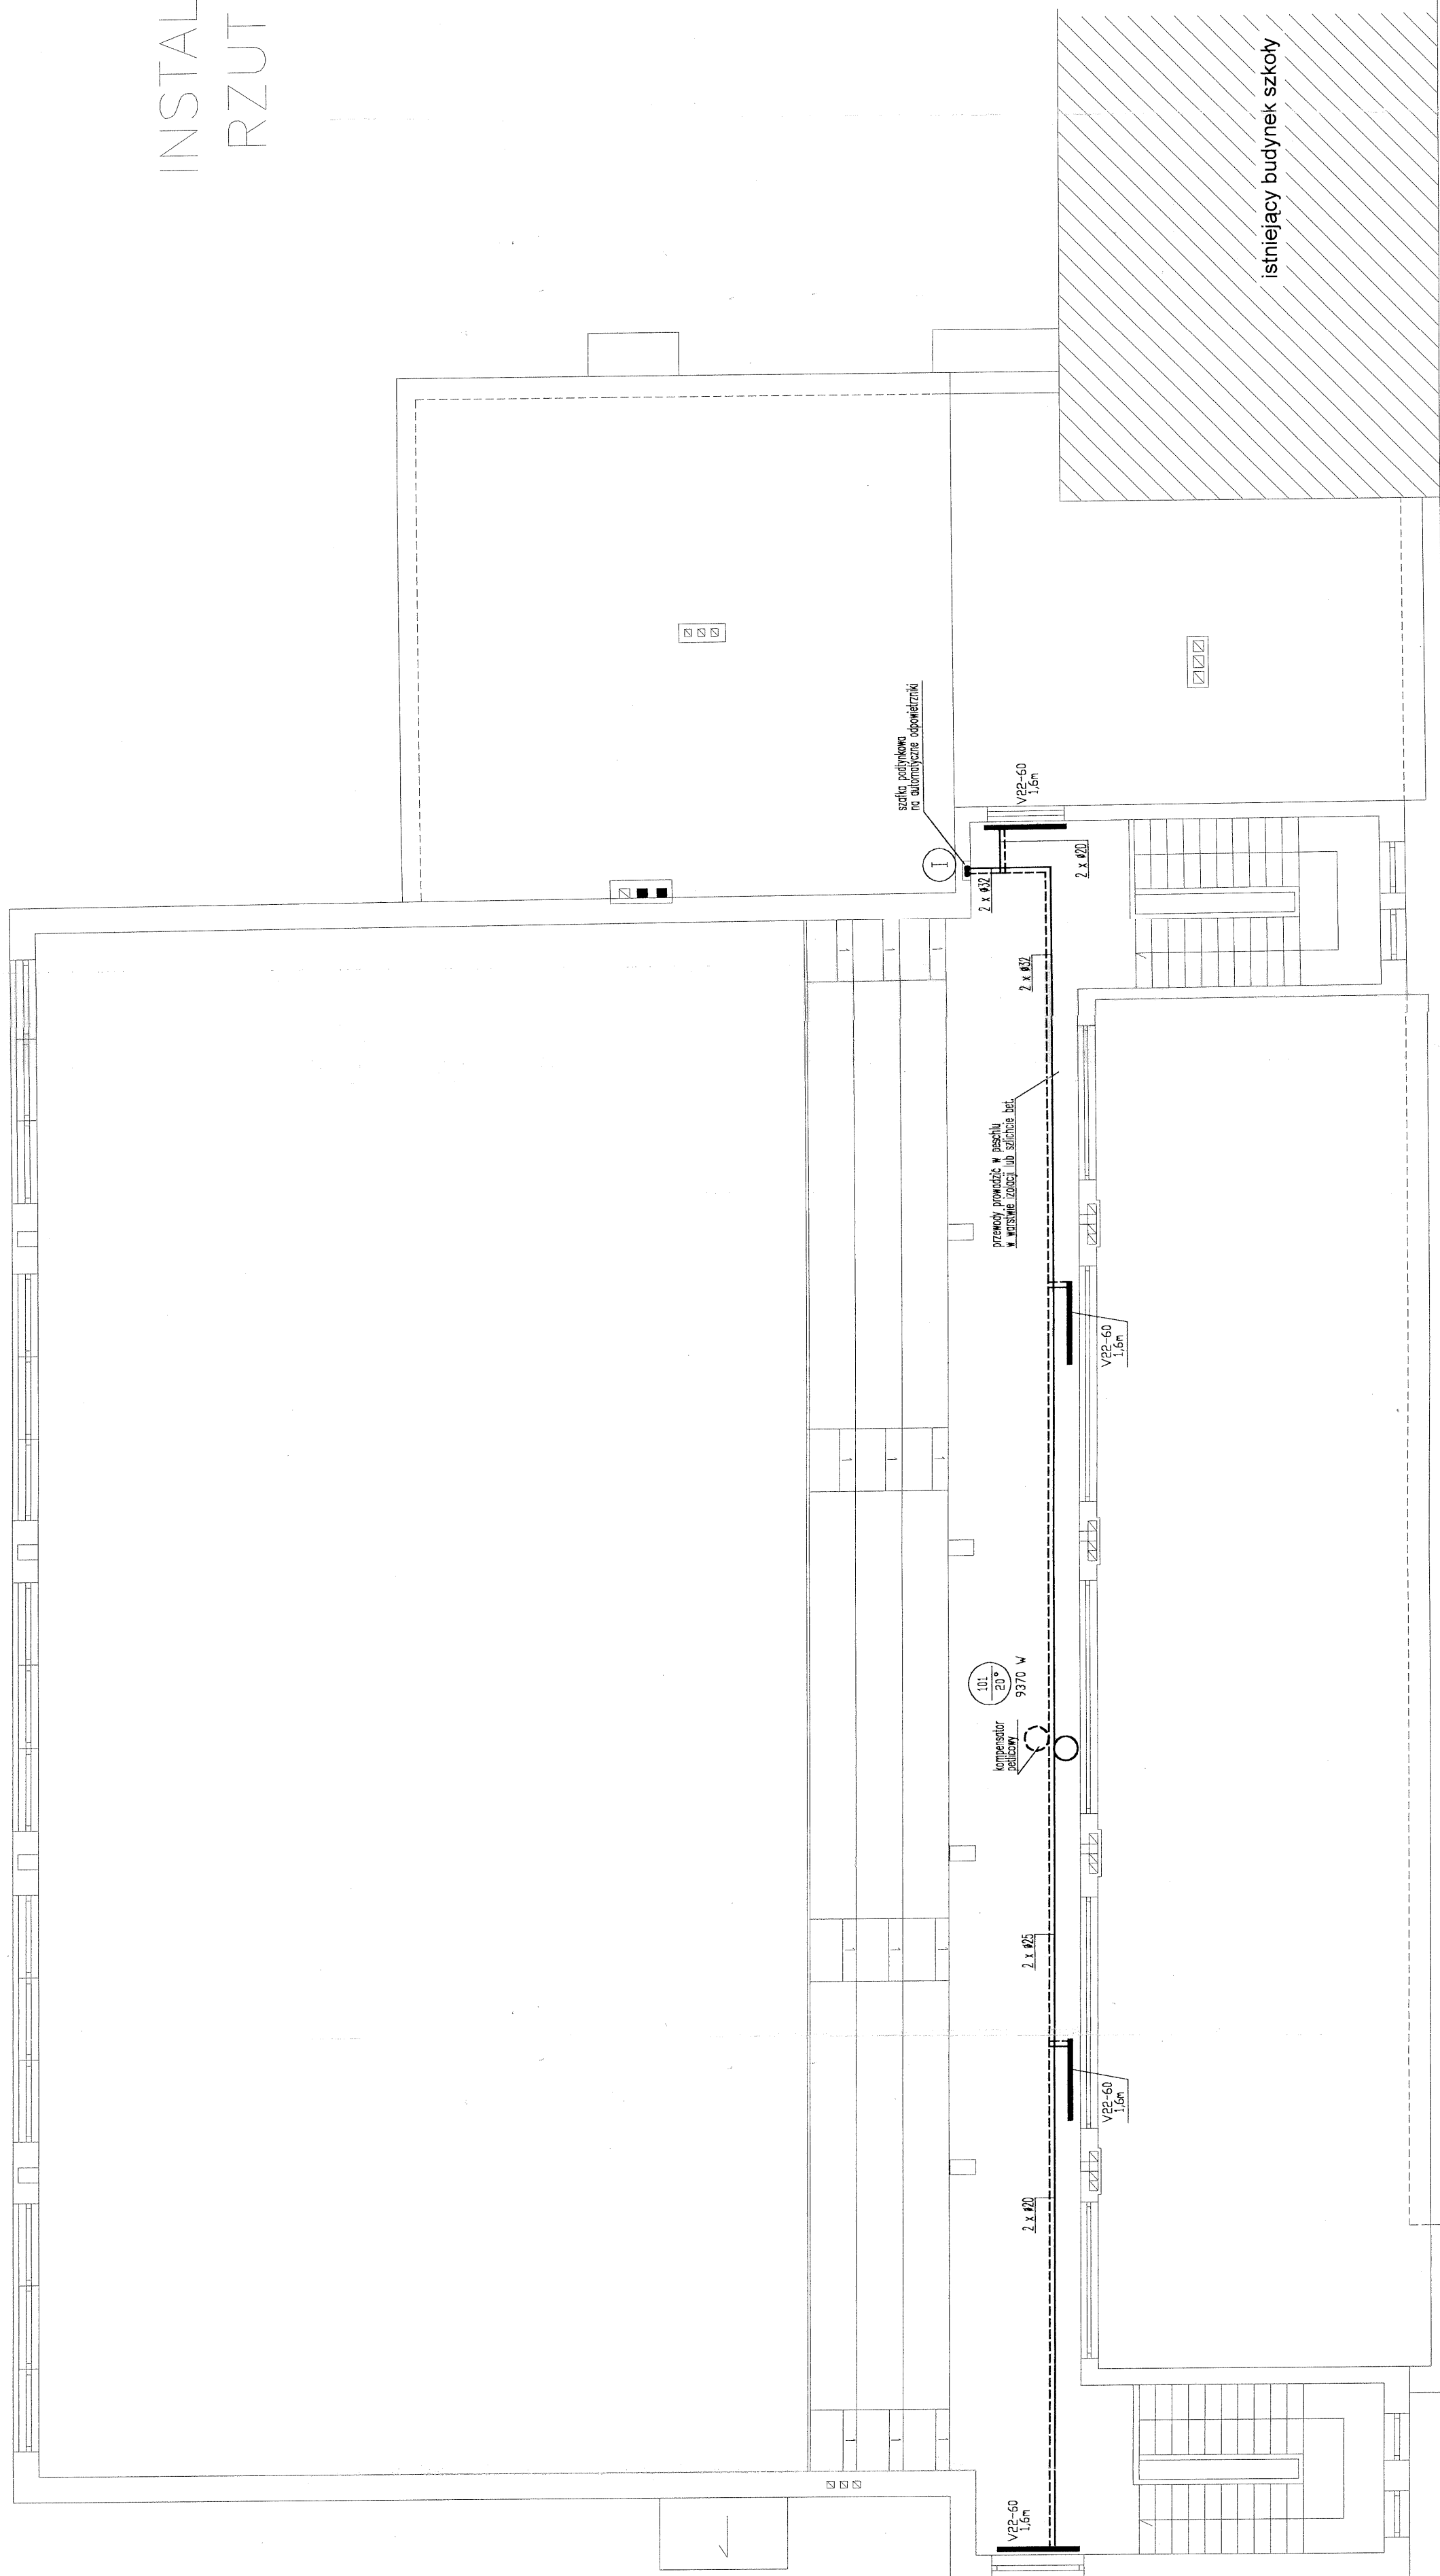 INSTAL
RZUT
istniejący budynek szkoły
szafka podtynkowa
na automatyczne odpowietrzniki
I
V22-60
1,6m
2 x ø32
2 x ø20
2 x ø32
przewody prowadzić w peschlu
w warstwie izolacji lub szlichcie bet.
V22-60
1,6m
101
20°
9370 W
kompensator
petlicowy
2 x ø25
V22-60
1,6m
2 x ø20
V22-60
1,6m